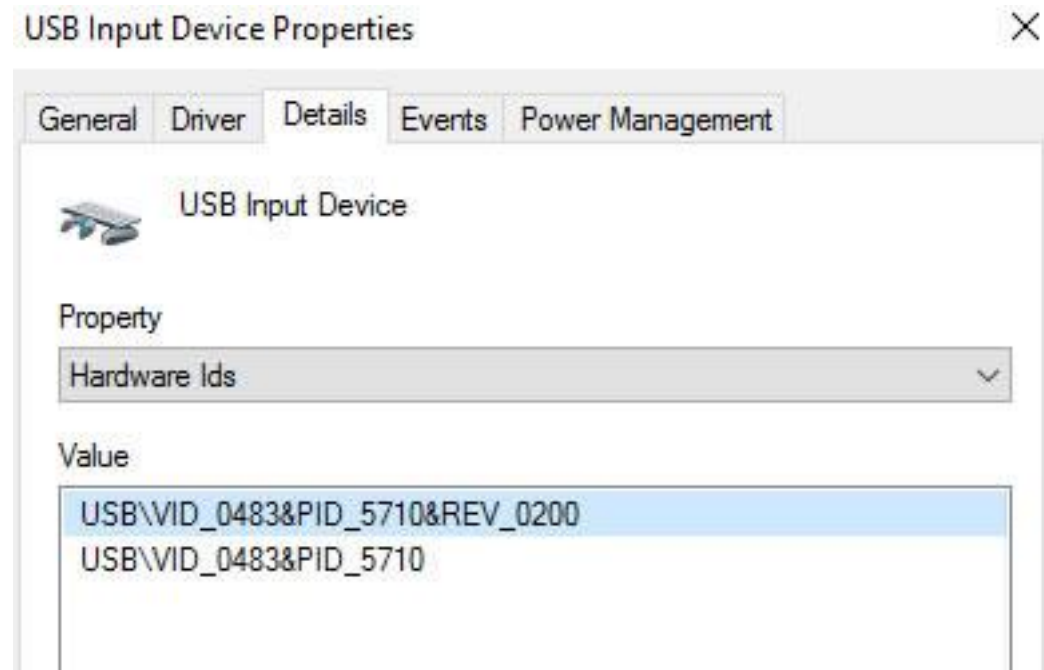 USB Input Device Properties
General Driver Details Events Power Management
USB Input Device
Property
Hardware Ids
Value
USB\VID_0483&PID_5710&REV_0200
USB\VID_0483&PID_5710